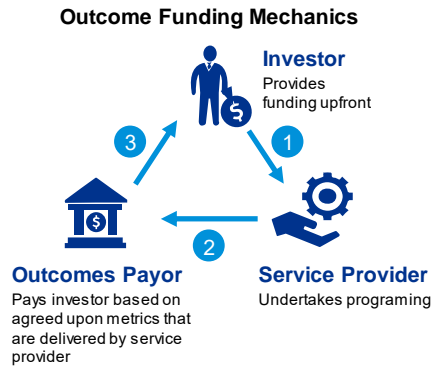 Outcome Funding Mechanics
Investor
Provides
funding upfront
$
3
1
$
2
Outcomes Payor
Pays investor based on
agreed upon metrics that
are delivered by service
provider
Service Provider
Undertakes programing